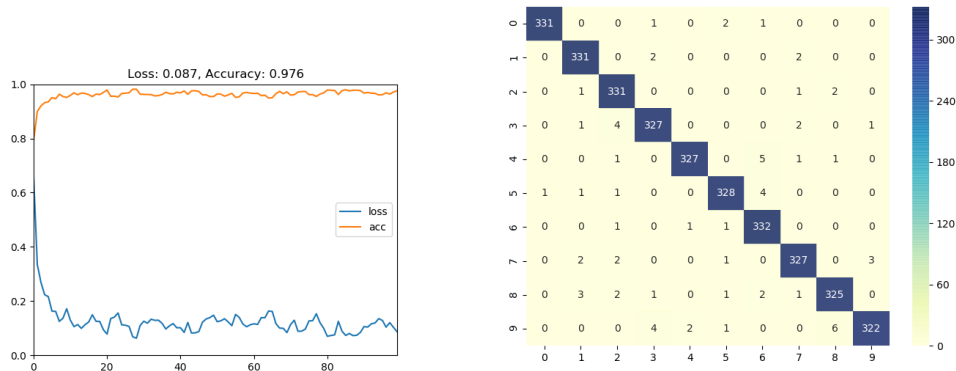 Loss: 0.087, Accuracy: 0.976
1.0
0.8
0.6
0.4
0.2
0.0
0 20 40 60 80
loss
acc
0 331 0 0 1 0 2 1 0 0 0
1 0 331 0 2 0 0 0 2 0 0
2 0 1 331 0 0 0 0 1 2 0
3 0 1 4 327 0 0 0 2 0 1
4 0 0 1 0 327 0 5 1 1 0
5 1 1 1 0 0 328 4 0 0 0
6 0 0 1 0 1 1 332 0 0 0
7 0 2 2 0 0 1 0 327 0 3
8 0 3 2 1 0 1 2 1 325 0
9 0 0 0 4 2 1 0 0 6 322
0 1 2 3 4 5 6 7 8 9
300
240
180
120
60
0